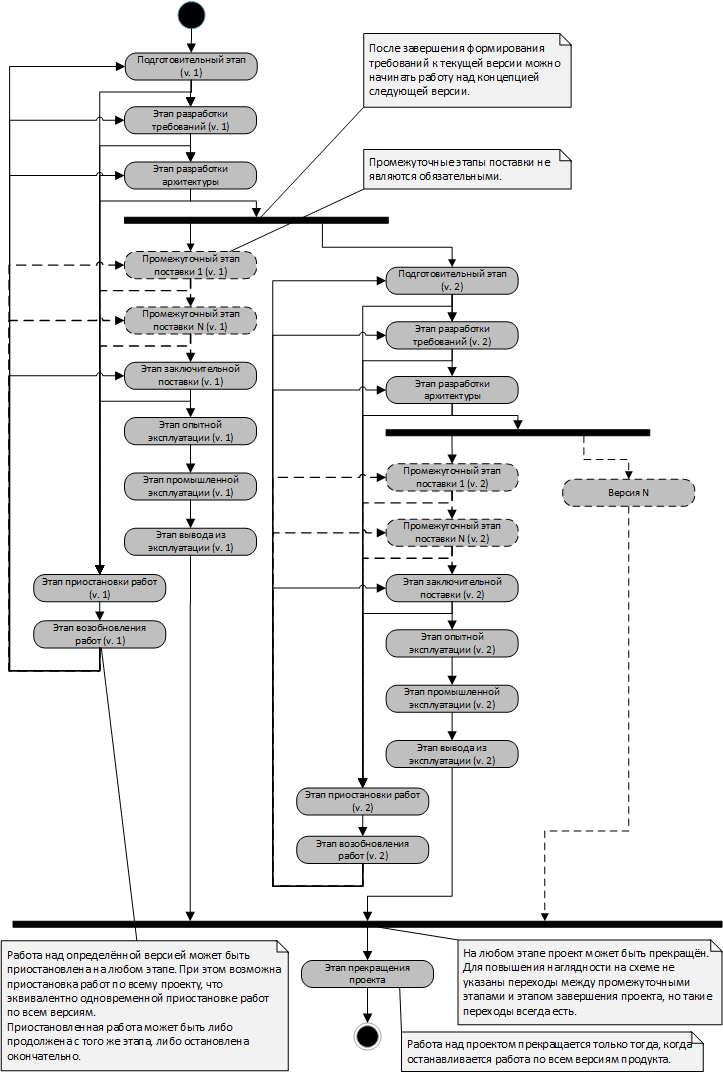 Подготовительный этап
(v. 1)
После завершения формирования
требований к текущей версии можно
начинать работу над концепцией
следующей версии.
Этап разработки
требований (v. 1)
Этап разработки
архитектуры
Промежуточные этапы поставки не
являются обязательными.
Промежуточный этап
поставки 1 (v. 1)
Промежуточный этап
поставки N (v. 1)
Этап заключительной
поставки (v. 1)
Этап опытной
эксплуатации (v. 1)
Этап промышленной
эксплуатации (v. 1)
Этап вывода из
эксплуатации (v. 1)
Этап приостановки работ
(v. 1)
Этап возобновления
работ (v. 1)
Подготовительный этап
(v. 2)
Этап разработки
требований (v. 2)
Этап разработки
архитектуры
Промежуточный этап
поставки 1 (v. 2)
Версия N
Промежуточный этап
поставки N (v. 2)
Этап заключительной
поставки (v. 2)
Этап опытной
эксплуатации (v. 2)
Этап промышленной
эксплуатации (v. 2)
Этап вывода из
эксплуатации (v. 2)
Этап приостановки работ
(v. 2)
Этап возобновления
работ (v. 2)
Работа над определённой версией может быть
приостановлена на любом этапе. При этом возможна
приостановка работ по всему проекту, что
эквивалентно одновременной приостановке работ
по всем версиям.
Приостановленная работа может быть либо
продолжена с того же этапа, либо остановлена
окончательно.
Этап прекращения
проекта
На любом этапе проект может быть прекращён.
Для повышения наглядности на схеме не
указаны переходы между промежуточными
этапами и этапом завершения проекта, но такие
переходы всегда есть.
Работа над проектом прекращается только тогда, когда
останавливается работа по всем версиям продукта.